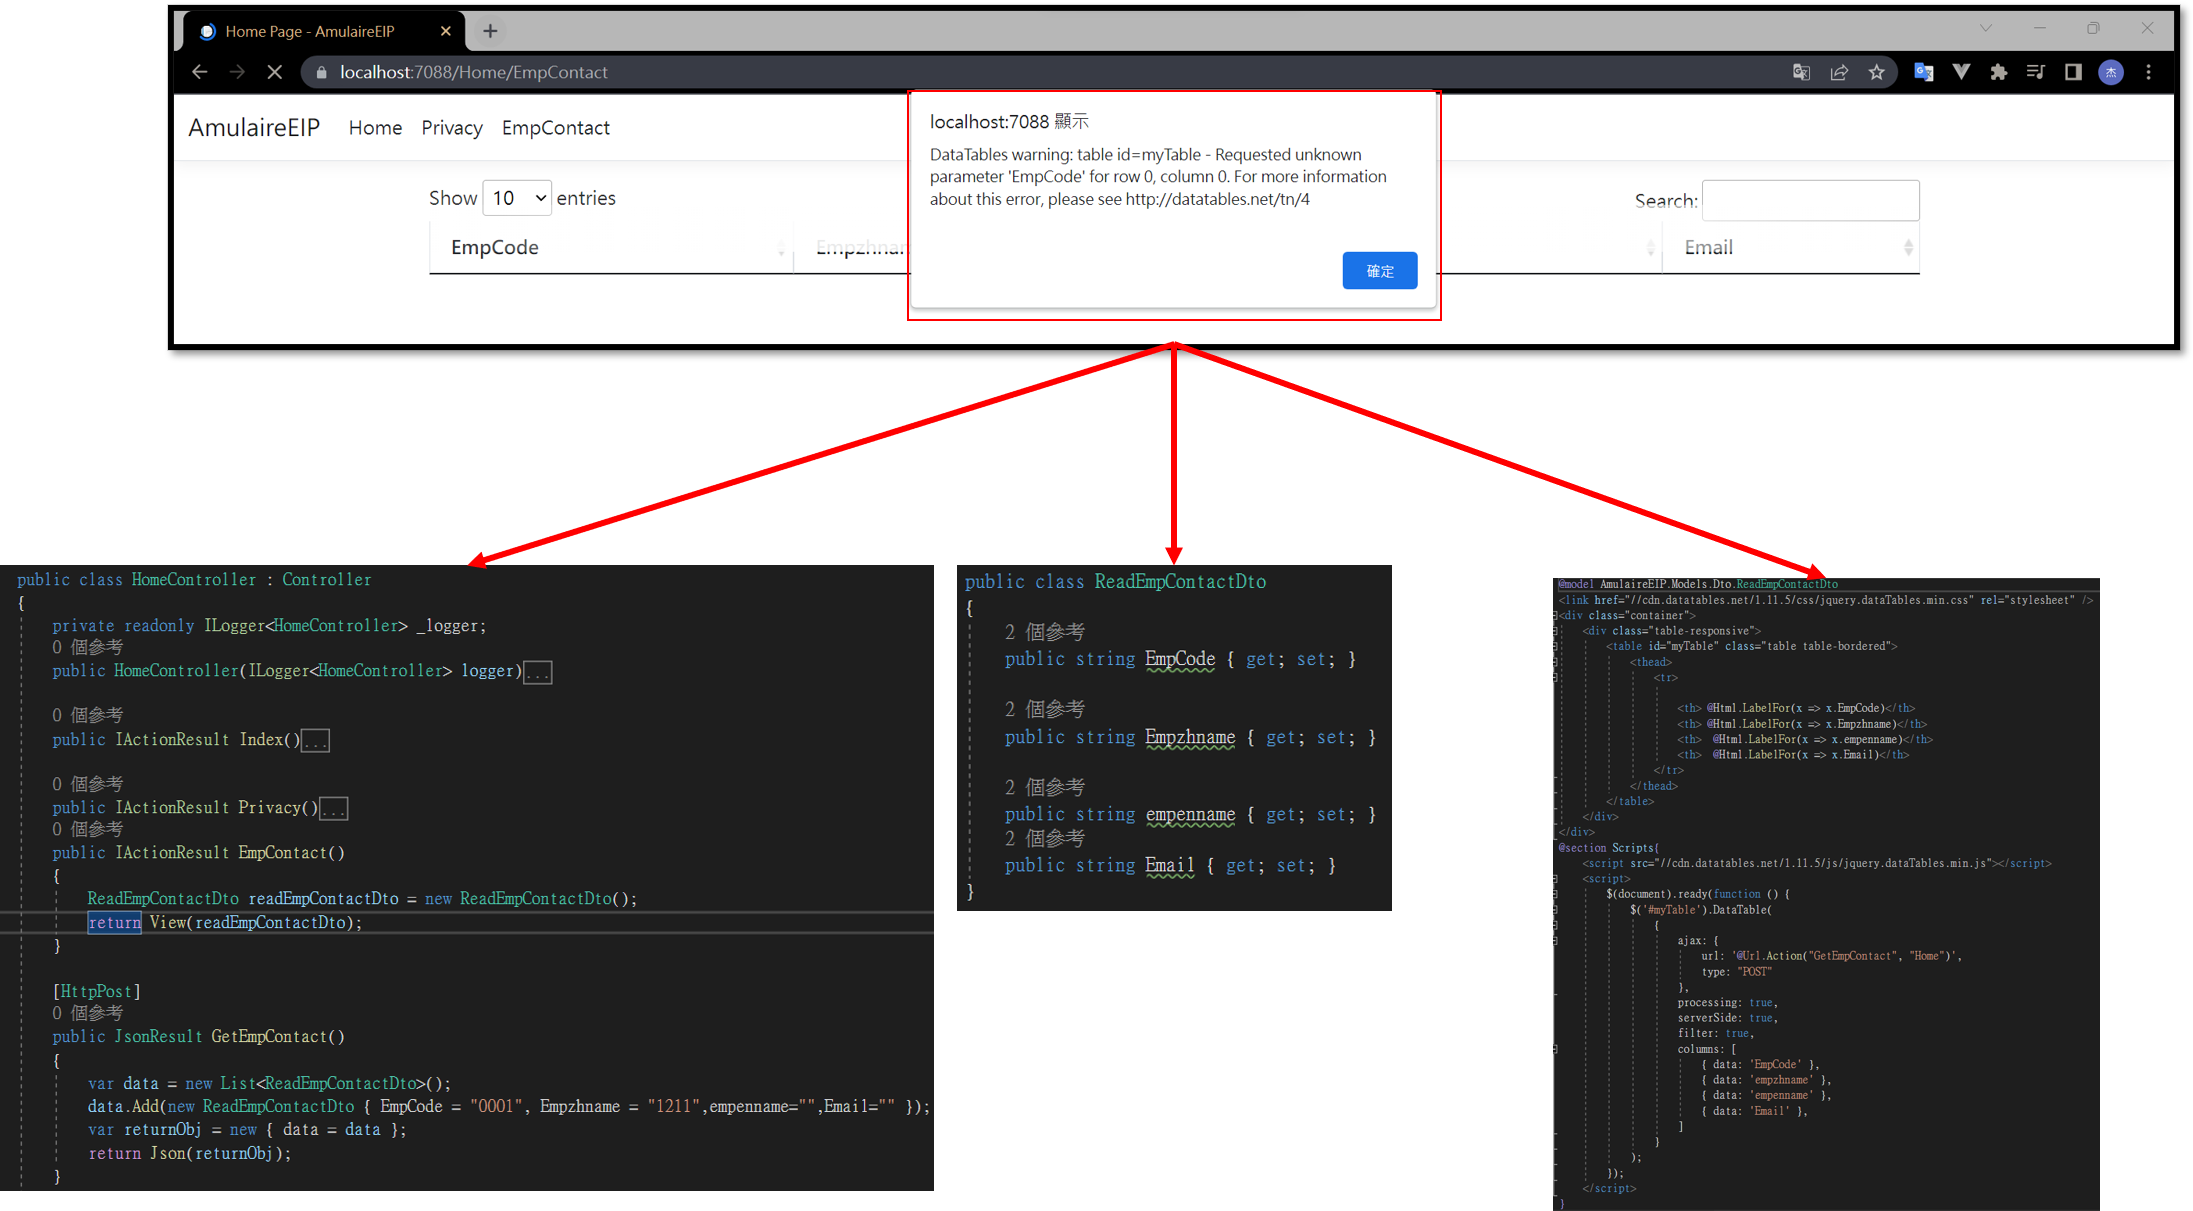 Home Page - AmulaireEIP
localhost:7088/Home/EmpContact
杰
AmulaireEIP Home Privacy EmpContact
localhost:7088 顯示
DataTables warning: table id=myTable - Requested unknown
parameter 'EmpCode' for row 0, column 0. For more information
about this error, please see http://datatables.net/tn/4
確定
Show 10 entries
Search:
EmpCode Empzhnar Email
public class HomeController : Controller
{
private readonly ILogger<HomeController> _logger;
0 個參考
public HomeController(ILogger<HomeController> logger)...
0 個參考
public IActionResult Index()...
0 個參考
public IActionResult Privacy()...
0 個參考
public IActionResult EmpContact()
{
ReadEmpContactDto readEmpContactDto = new ReadEmpContactDto();
return View(readEmpContactDto);
}
[HttpPost]
0 個參考
public JsonResult GetEmpContact()
{
var data = new List<ReadEmpContactDto>();
data.Add(new ReadEmpContactDto { EmpCode = "0001", Empzhname = "1211",empenname="",Email="" });
var returnObj = new { data = data };
return Json(returnObj);
}
public class ReadEmpContactDto
{
2 個參考
public string EmpCode { get; set; }
2 個參考
public string Empzhname { get; set; }
2 個參考
public string empenname { get; set; }
2 個參考
public string Email { get; set; }
}
@model AmulaireEIP.Models.Dto.ReadEmpContactDto
<link href="//cdn.datatables.net/1.11.5/css/jquery.dataTables.min.css" rel="stylesheet" />
<div class="container">
<div class="table-responsive">
<table id="myTable" class="table table-bordered">
<thead>
<tr>
<th> @Html.LabelFor(x => x.EmpCode)</th>
<th> @Html.LabelFor(x => x.Empzhname)</th>
<th>  @Html.LabelFor(x => x.empenname)</th>
<th>  @Html.LabelFor(x => x.Email)</th>
</tr>
</thead>
</table>
</div>
</div>
@section Scripts{
<script src="//cdn.datatables.net/1.11.5/js/jquery.dataTables.min.js"></script>
<script>
$(document).ready(function () {
$('#myTable').DataTable(
{
ajax: {
url: '@Url.Action("GetEmpContact", "Home")',
type: "POST"
},
processing: true,
serverSide: true,
filter: true,
columns: [
{ data: 'EmpCode' },
{ data: 'empzhname' },
{ data: 'empenname' },
{ data: 'Email' },
]
}
);
});
</script>
}